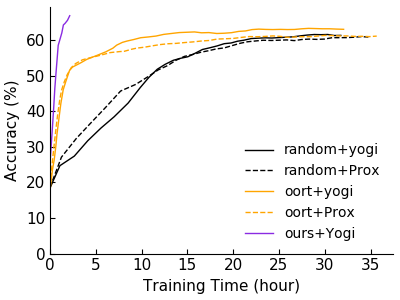 Accuracy (%)
60
50
40
30
20
10
0
0 5 10 15 20 25 30 35
Training Time (hour)
random+yogi
random+Prox
oort+yogi
oort+Prox
ours+Yogi